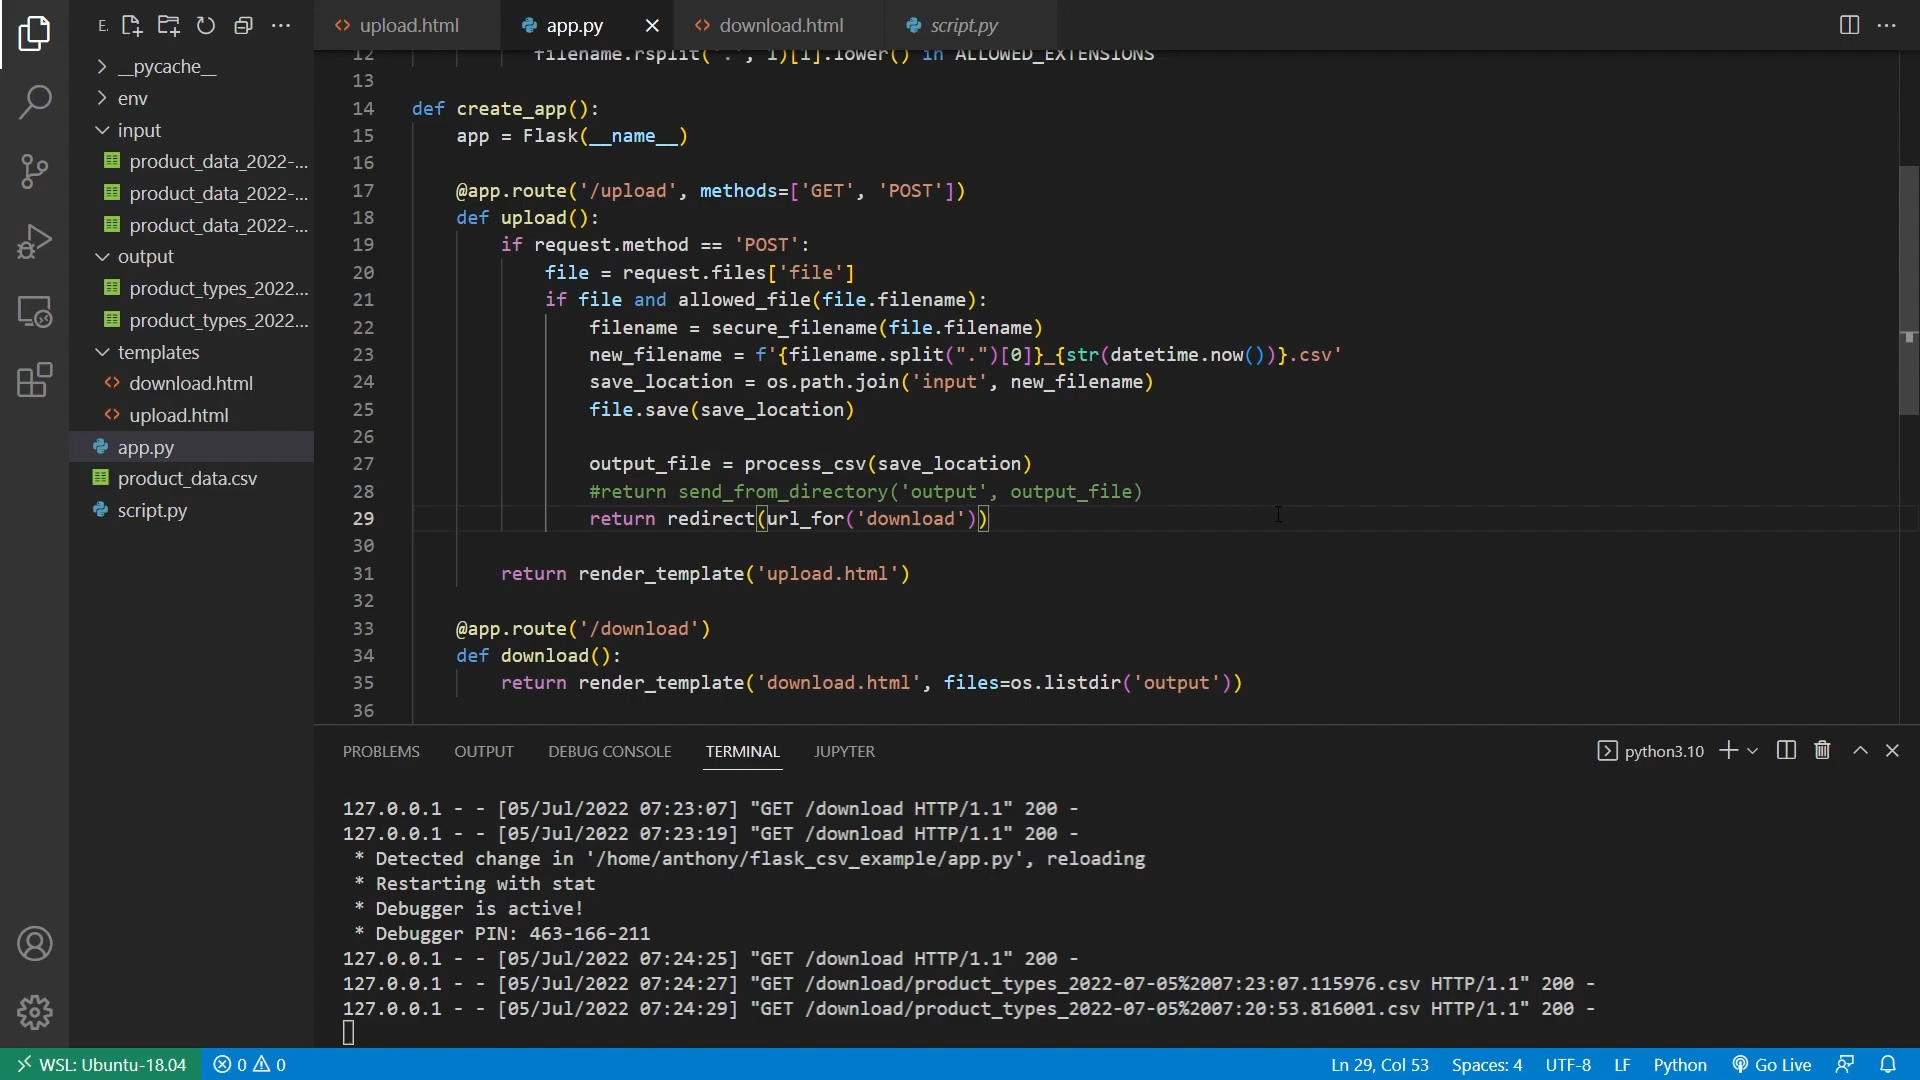 E.
upload.html
app.py
download.html
script.py
__pycache__
env
input
product_data_2022-...
product_data_2022-...
product_data_2022-...
output
product_types_2022...
product_types_2022...
templates
download.html
upload.html
app.py
product_data.csv
script.py
12 filename.rsplit('.', 1)[1].lower() in ALLOWED_EXTENSIONS
13
14 def create_app():
15 app = Flask(__name__)
16
17 @app.route('/upload', methods=['GET', 'POST'])
18 def upload():
19 if request.method == 'POST':
20 file = request.files['file']
21 if file and allowed_file(file.filename):
22 filename = secure_filename(file.filename)
23 new_filename = f'{filename.split(".")[0]}_{str(datetime.now())}.csv'
24 save_location = os.path.join('input', new_filename)
25 file.save(save_location)
26
27 output_file = process_csv(save_location)
28 #return send_from_directory('output', output_file)
29 return redirect(url_for('download'))
30
31 return render_template('upload.html')
32
33 @app.route('/download')
34 def download():
35 return render_template('download.html', files=os.listdir('output'))
36
PROBLEMS OUTPUT DEBUG CONSOLE TERMINAL JUPYTER
python3.10
127.0.0.1 - - [05/Jul/2022 07:23:07] "GET /download HTTP/1.1" 200 -
127.0.0.1 - - [05/Jul/2022 07:23:19] "GET /download HTTP/1.1" 200 -
* Detected change in '/home/anthony/flask_csv_example/app.py', reloading
* Restarting with stat
* Debugger is active!
* Debugger PIN: 463-166-211
127.0.0.1 - - [05/Jul/2022 07:24:25] "GET /download HTTP/1.1" 200 -
127.0.0.1 - - [05/Jul/2022 07:24:27] "GET /download/product_types_2022-07-05%2007:23:07.115976.csv HTTP/1.1" 200 -
127.0.0.1 - - [05/Jul/2022 07:24:29] "GET /download/product_types_2022-07-05%2007:20:53.816001.csv HTTP/1.1" 200 -
WSL: Ubuntu-18.04 0 0 Ln 29, Col 53 Spaces: 4 UTF-8 LF Python Go Live